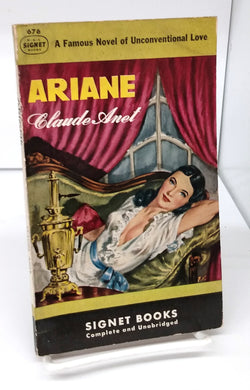 676
SIGNET
BOOKS
A Famous Novel of Unconventional Love
ARIANE
Claude Anet
SIGNET BOOKS
Complete and Unabridged